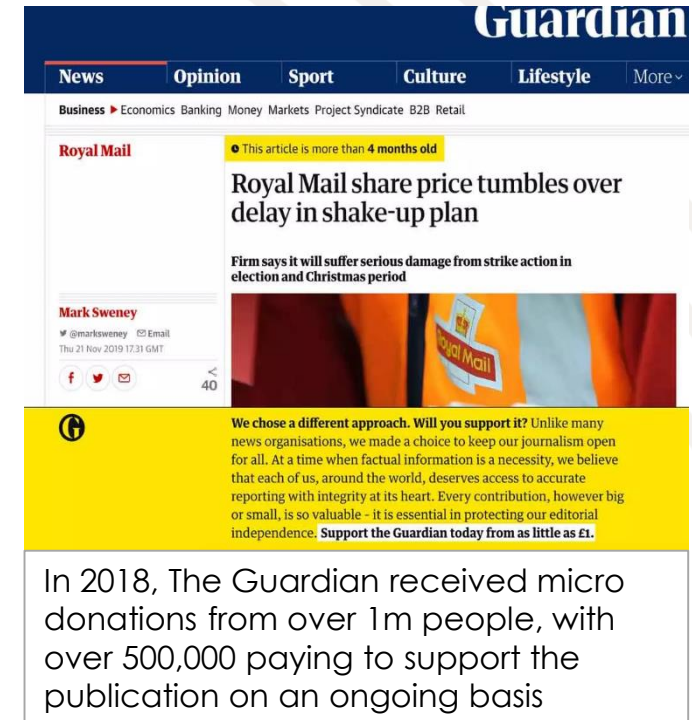 Guardian
News Opinion Sport Culture Lifestyle More
Business Economics Banking Money Markets Project Syndicate B2B Retail
Royal Mail
This article is more than 4 months old
Royal Mail share price tumbles over
delay in shake-up plan
Firm says it will suffer serious damage from strike action in
election and Christmas period
Royal Mail
Mark Sweney
@marksweney Email
Thu 21 Nov 2019 17.31 GMT
40
We chose a different approach. Will you support it? Unlike many
news organisations, we made a choice to keep our journalism open
for all. At a time when factual information is a necessity, we believe
that each of us, around the world, deserves access to accurate
reporting with integrity at its heart. Every contribution, however big
or small, is so valuable - it is essential in protecting our editorial
independence. Support the Guardian today from as little as £1.
In 2018, The Guardian received micro
donations from over 1m people, with
over 500,000 paying to support the
publication on an ongoing basis